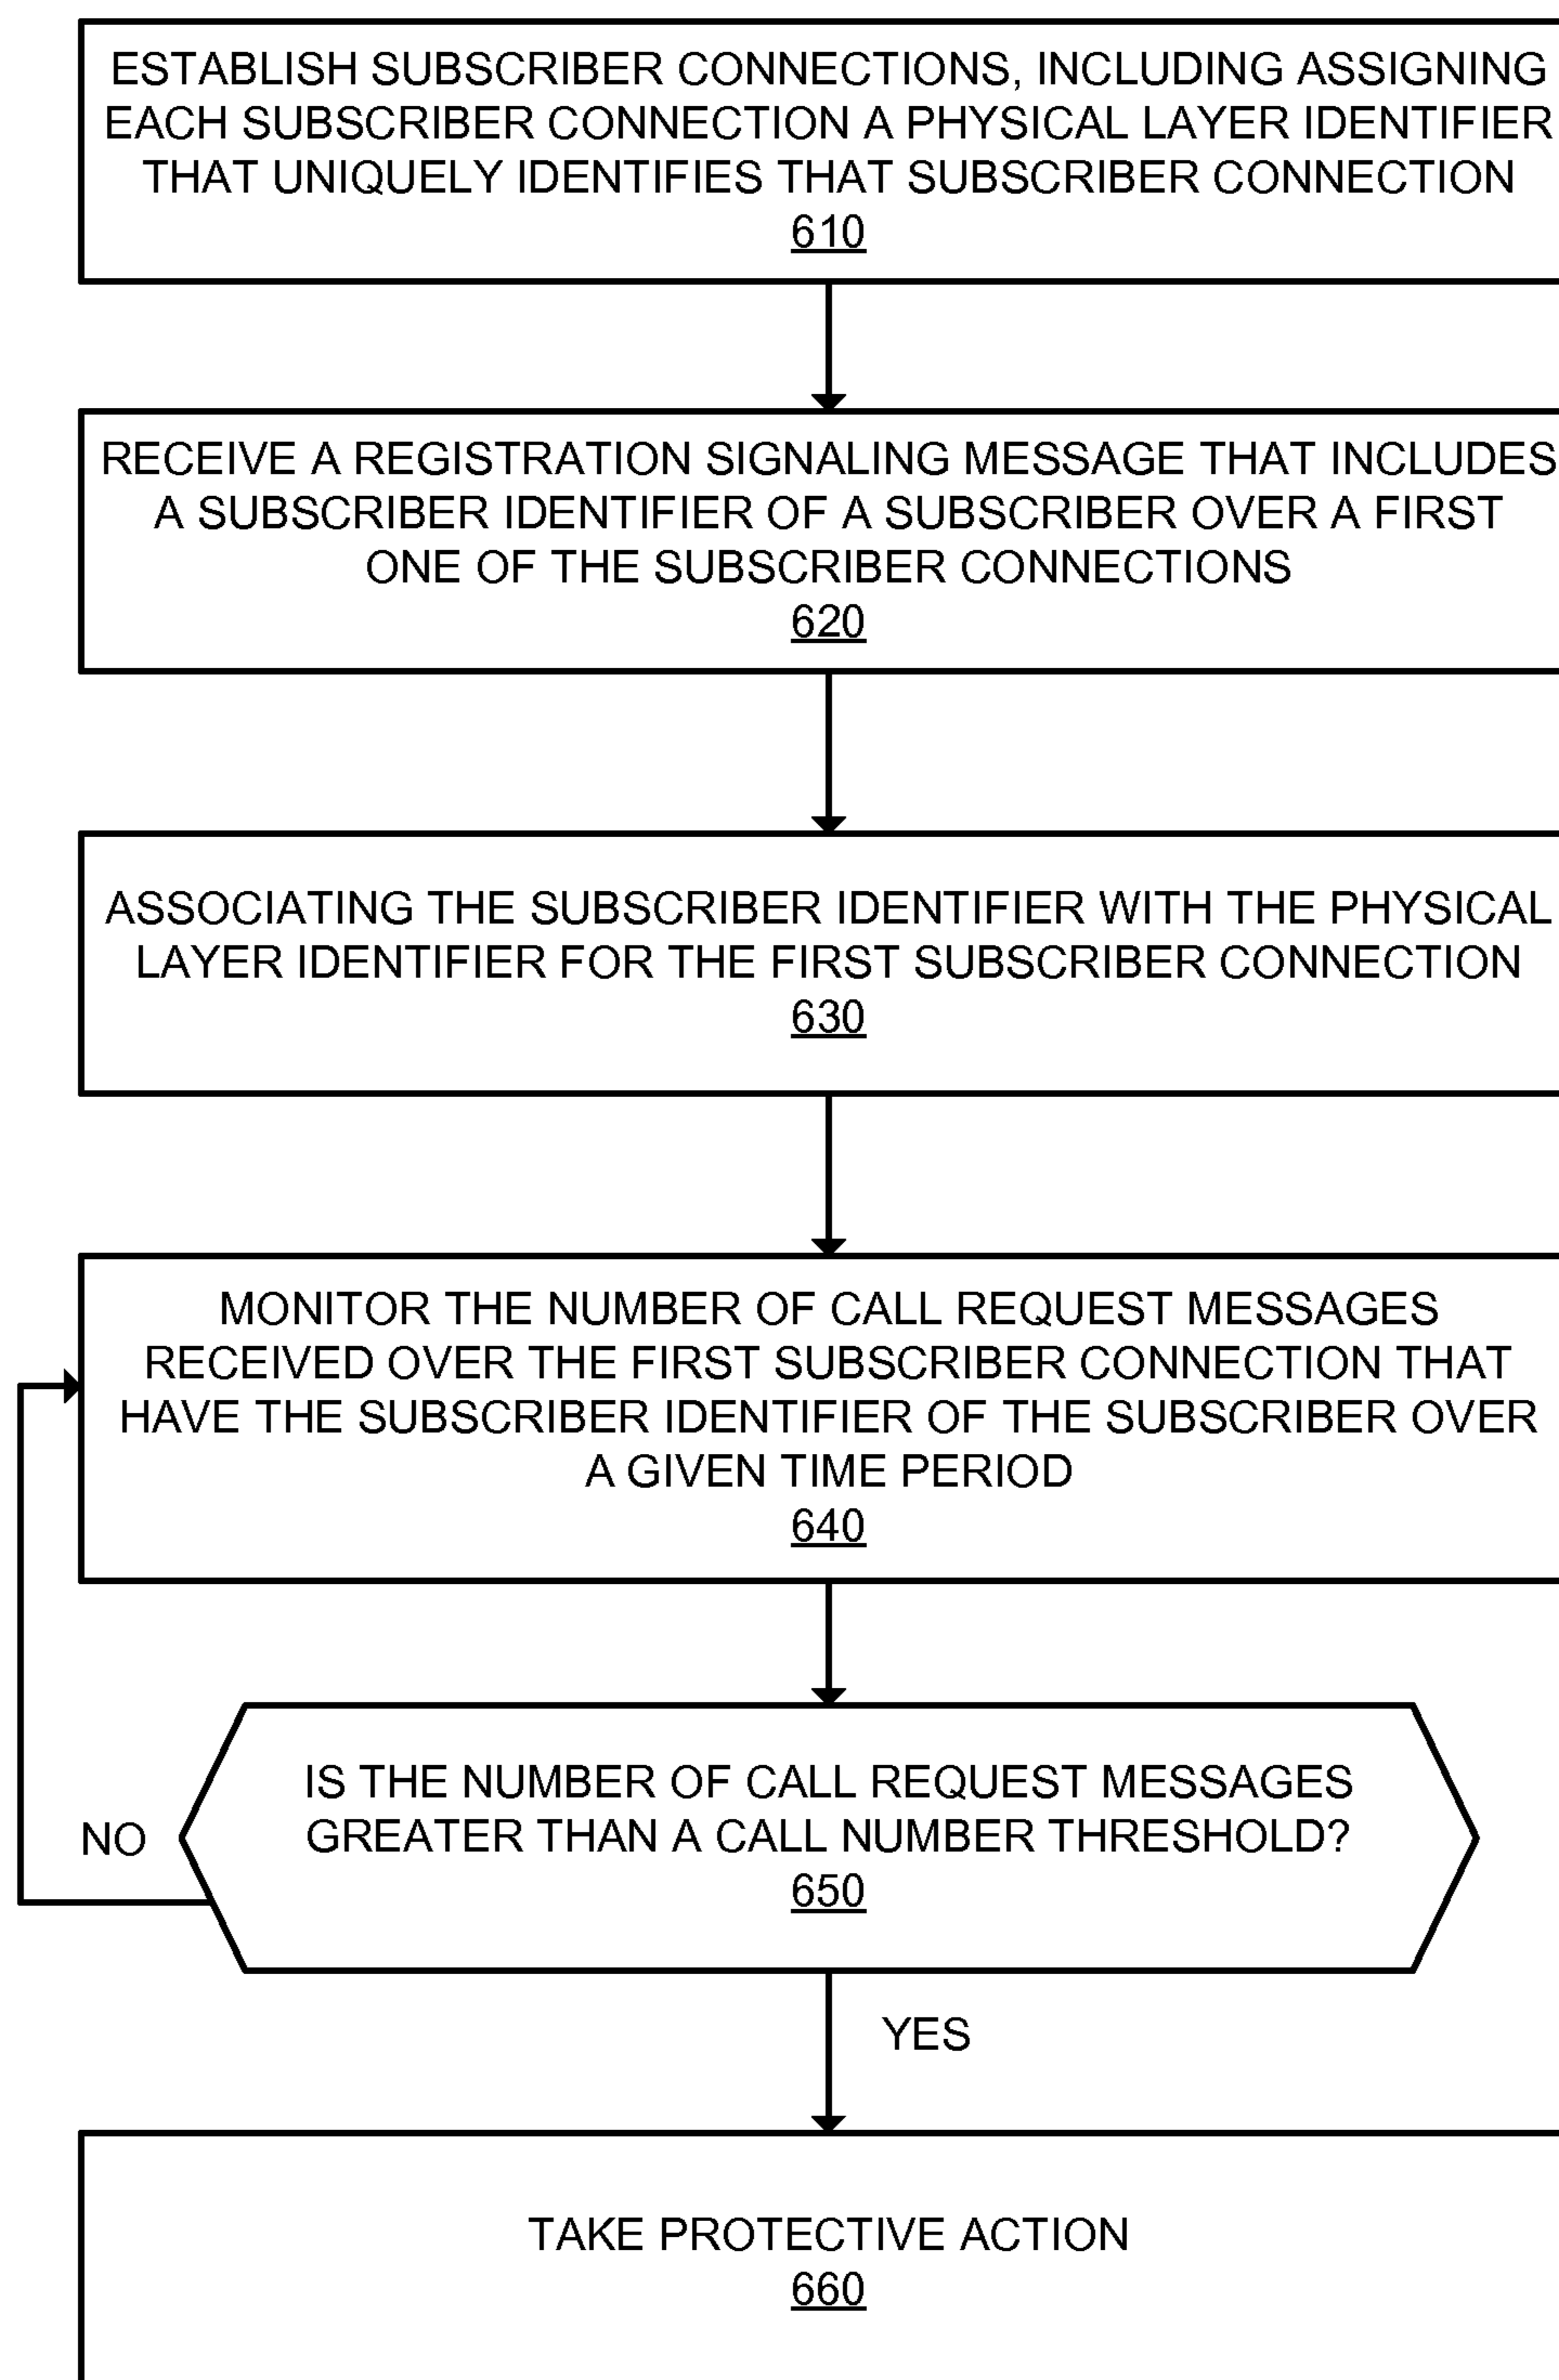 ESTABLISH SUBSCRIBER CONNECTIONS, INCLUDING ASSIGNING
EACH SUBSCRIBER CONNECTION A PHYSICAL LAYER IDENTIFIER
THAT UNIQUELY IDENTIFIES THAT SUBSCRIBER CONNECTION
610
RECEIVE A REGISTRATION SIGNALING MESSAGE THAT INCLUDES
A SUBSCRIBER IDENTIFIER OF A SUBSCRIBER OVER A FIRST
ONE OF THE SUBSCRIBER CONNECTIONS
620
ASSOCIATING THE SUBSCRIBER IDENTIFIER WITH THE PHYSICAL
LAYER IDENTIFIER FOR THE FIRST SUBSCRIBER CONNECTION
630
MONITOR THE NUMBER OF CALL REQUEST MESSAGES
RECEIVED OVER THE FIRST SUBSCRIBER CONNECTION THAT
HAVE THE SUBSCRIBER IDENTIFIER OF THE SUBSCRIBER OVER
A GIVEN TIME PERIOD
640
IS THE NUMBER OF CALL REQUEST MESSAGES
GREATER THAN A CALL NUMBER THRESHOLD?
650
NO
YES
TAKE PROTECTIVE ACTION
660